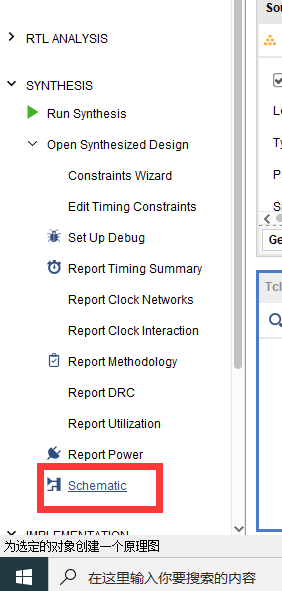 Sou
RTL ANALYSIS
SYNTHESIS
Run Synthesis
Open Synthesized Design
Constraints Wizard
Edit Timing Constraints
Set Up Debug
Report Timing Summary
Report Clock Networks
Report Clock Interaction
Report Methodology
Report DRC
Report Utilization
Report Power
Schematic
IMPLEMENTATION
Ge
Tcl
为选定的对象创建一个原理图
在这里输入你要搜索的内容